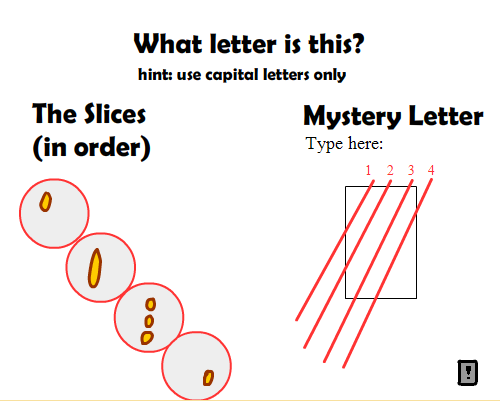 What letter is this?
hint: use capital letters only
The Slices
(in order)
Mystery Letter
Type here:
1 2 3 4
!